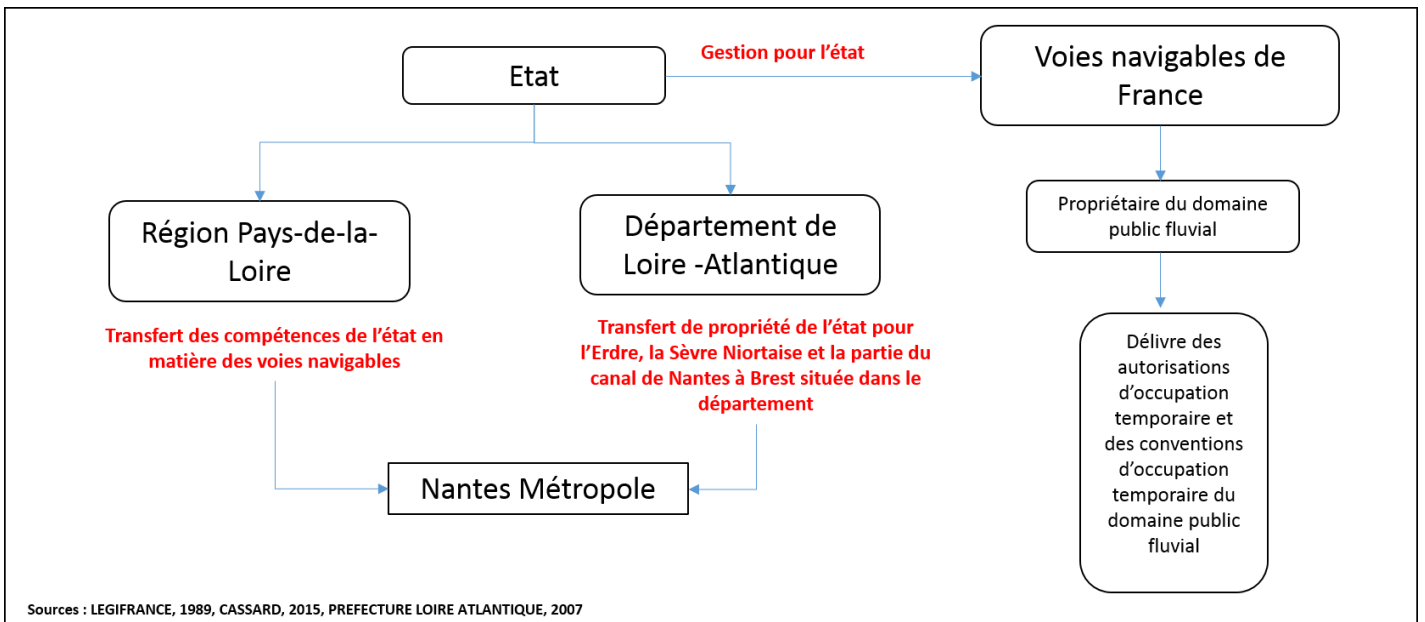 Etat
Gestion pour l’état
Voies navigables de
France
Région Pays-de-la-
Loire
Département de
Loire -Atlantique
Propriétaire du domaine
public fluvial
Transfert des compétences de l’état en
matière des voies navigables
Transfert de propriété de l’état pour
l’Erdre, la Sèvre Niortaise et la partie du
canal de Nantes à Brest située dans le
département
Délivre des
autorisations
d’occupation
temporaire et
des conventions
d’occupation
temporaire du
domaine public
fluvial
Nantes Métropole
Sources : LEGIFRANCE, 1989, CASSARD, 2015, PREFECTURE LOIRE ATLANTIQUE, 2007